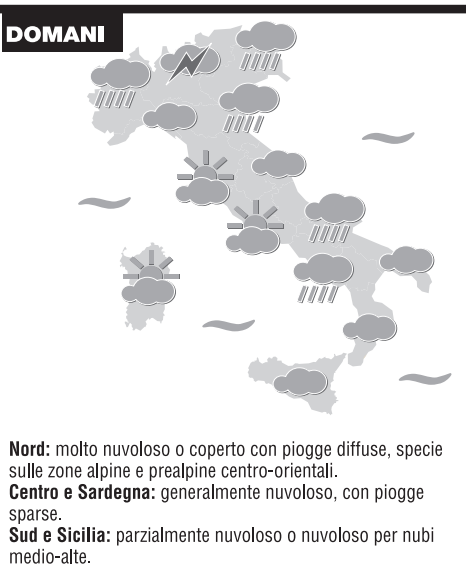 DOMANI
Nord: molto nuvoloso o coperto con piogge diffuse, specie
sulle zone alpine e prealpine centro-orientali.
Centro e Sardegna: generalmente nuvoloso, con piogge
sparse.
Sud e Sicilia: parzialmente nuvoloso o nuvoloso per nubi
medio-alte.